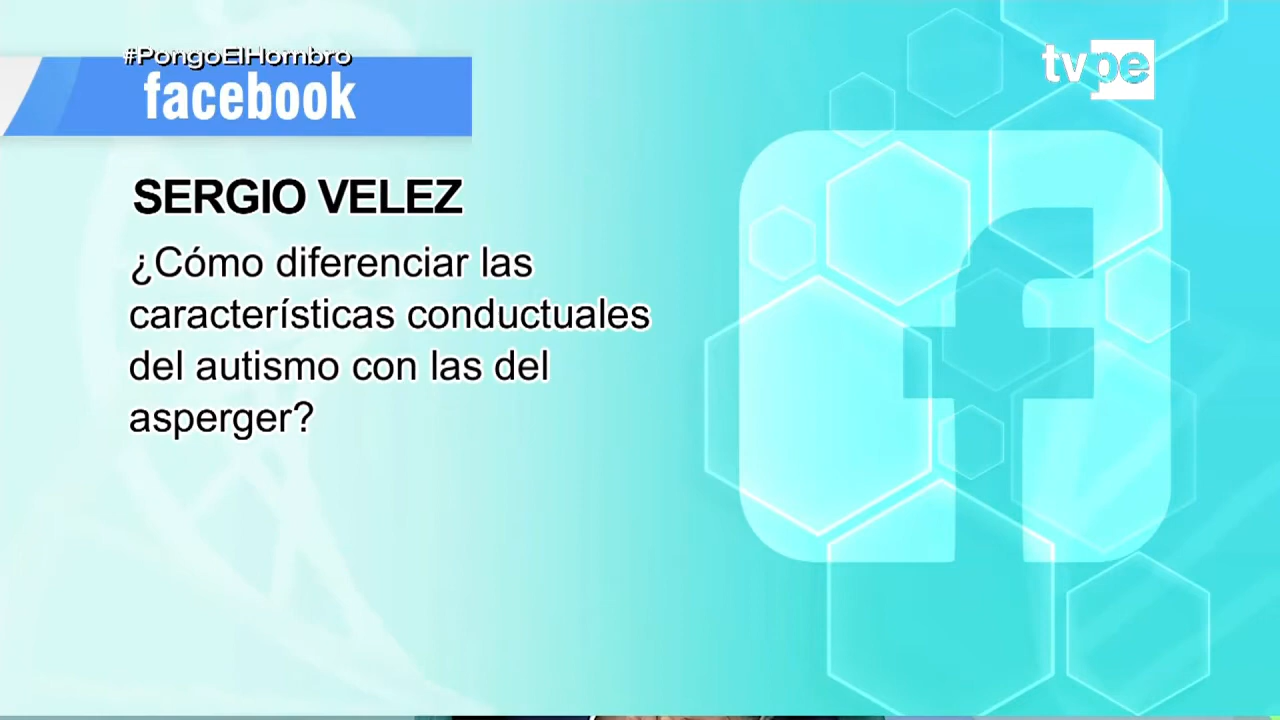 #PongoElHombro
facebook
tvpe
SERGIO VELEZ
¿Cómo diferenciar las
características conductuales
del autismo con las del
asperger?